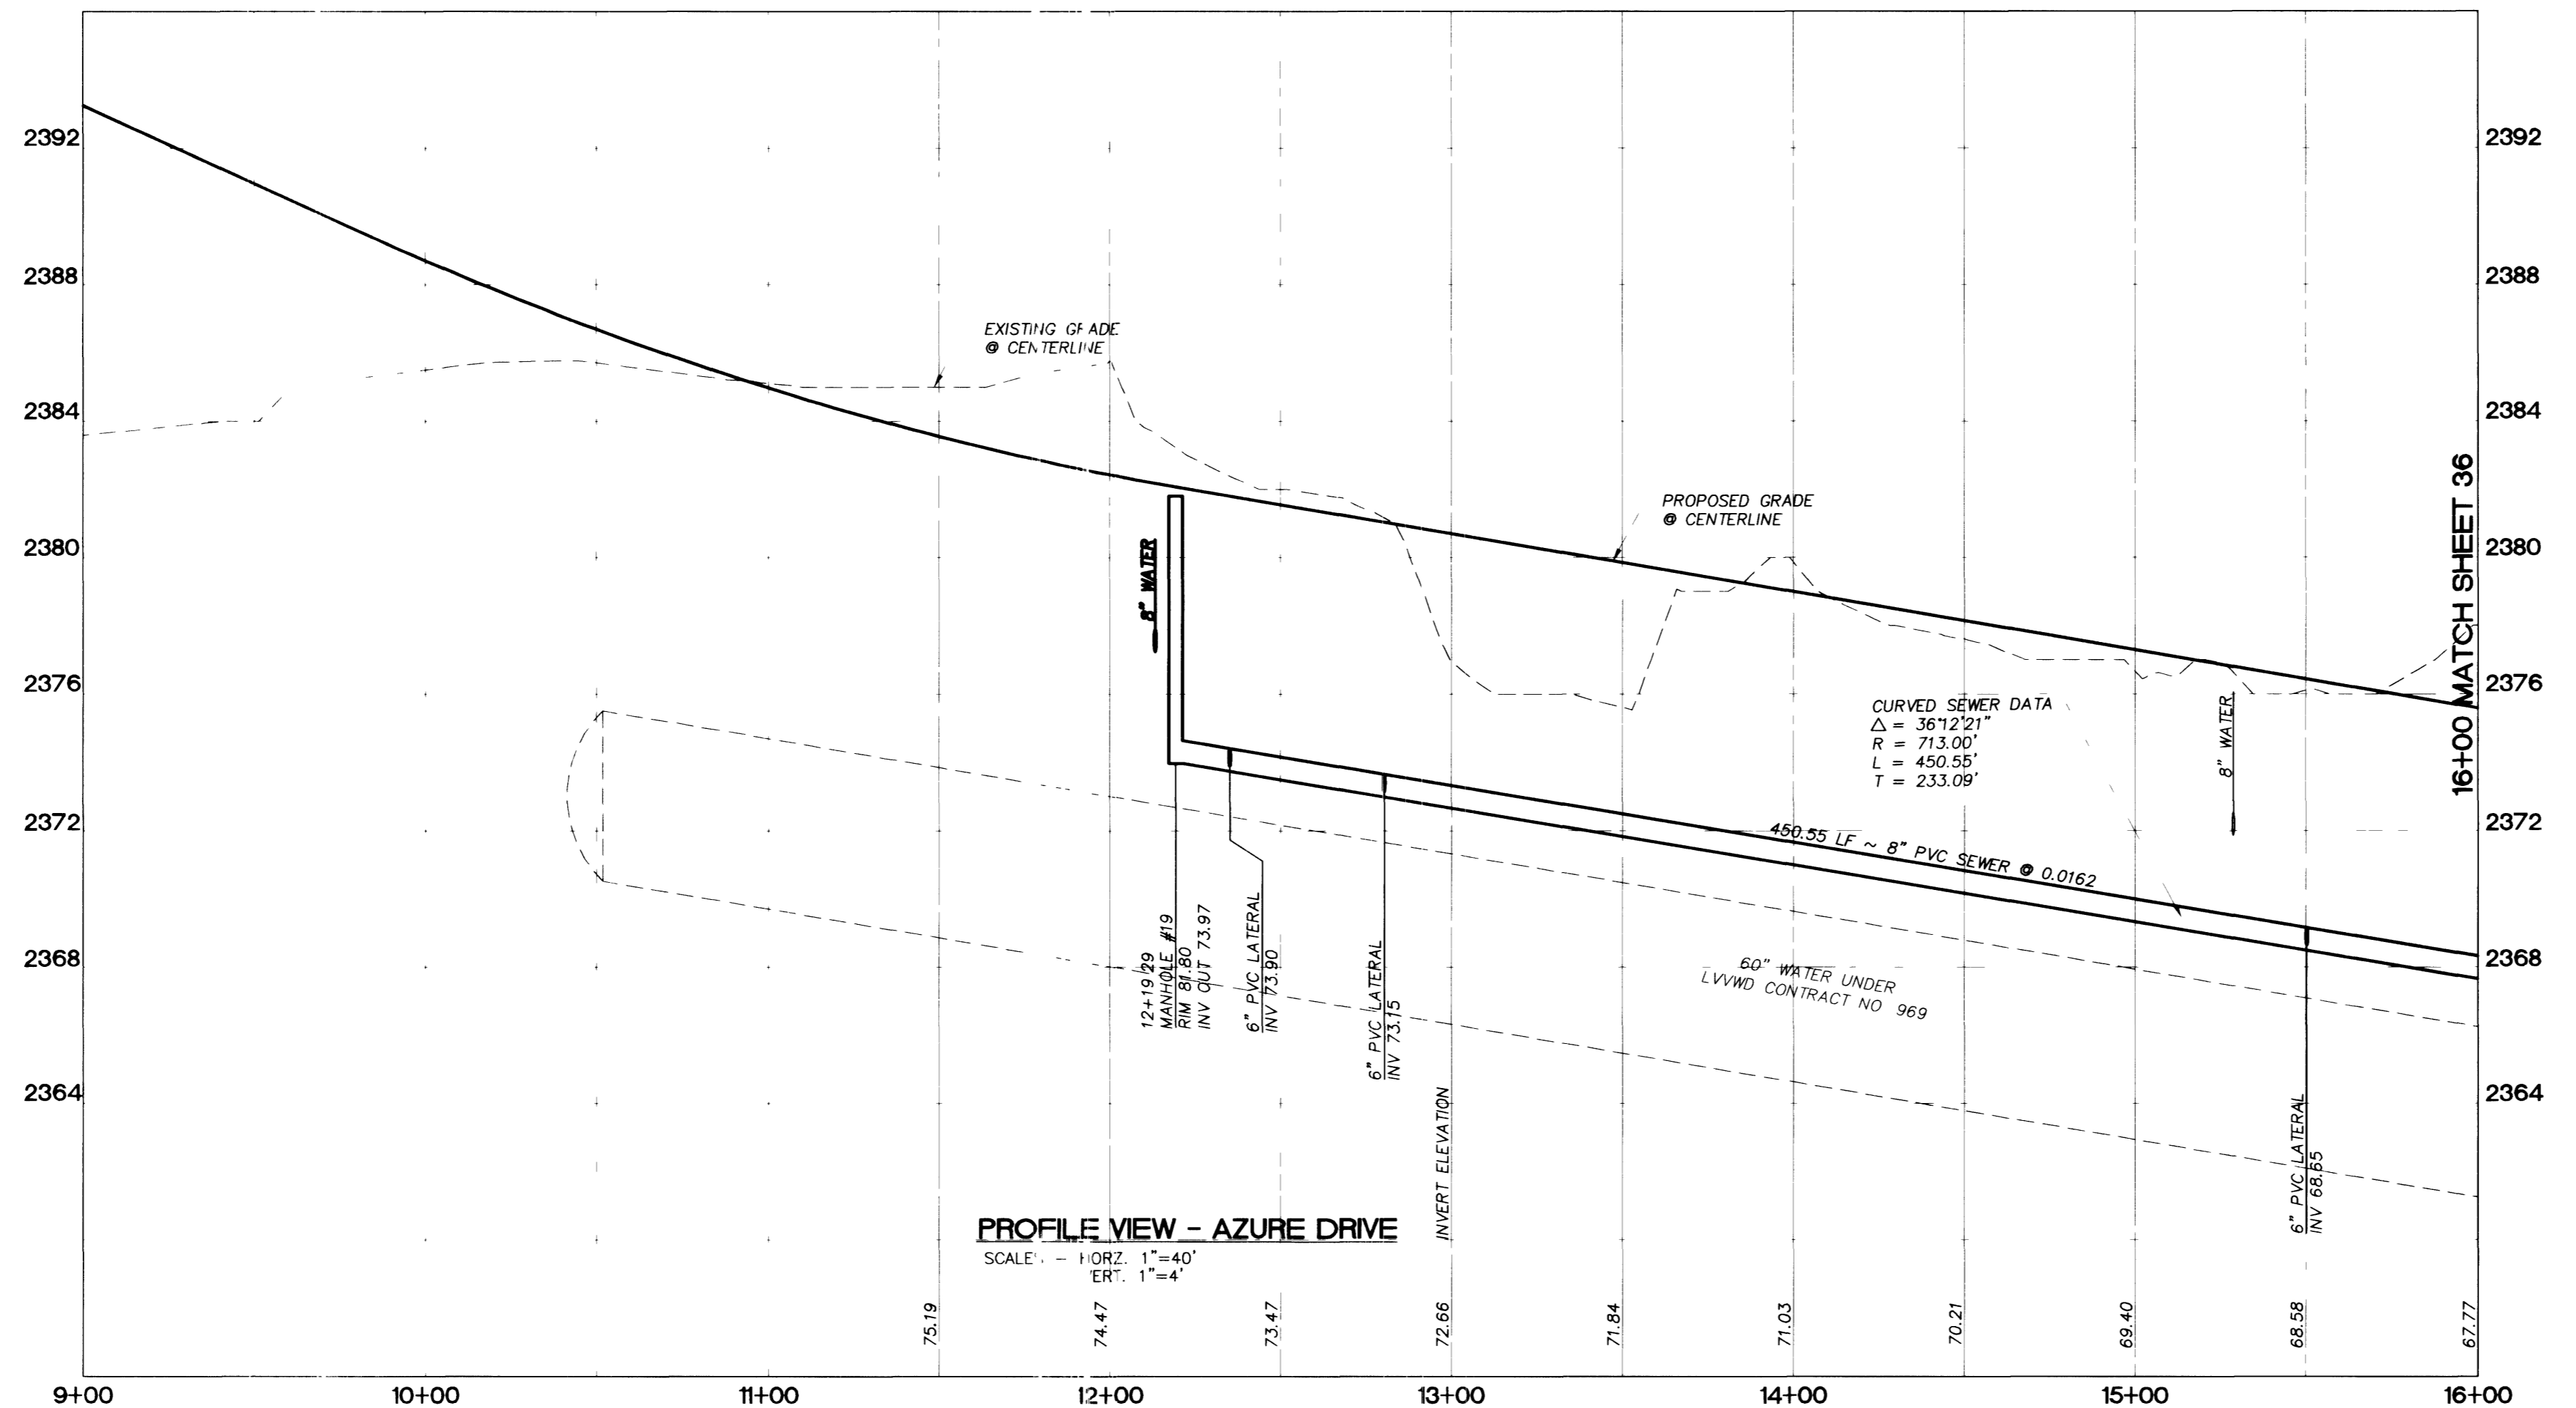 2392
2392
2388
2388
EXISTING GRADE
@ CENTERLINE
2384
2384
PROPOSED GRADE
@ CENTERLINE
2380
2380
8" WATER
16+00 MATCH SHEET 36
2376
2376
CURVED SEWER DATA
Δ = 36°12'21"
R = 713.00'
L = 450.55'
T = 233.09'
8" WATER
2372
2372
450.55 LF ~ 8" PVC SEWER @ 0.0162
12+19.29
MANHOLE #19
RIM 81.80
INV OUT 73.97
6" PVC LATERAL
INV 73.90
6" PVC LATERAL
INV 73.15
60" WATER UNDER
LVVWD CONTRACT NO 969
2368
2368
2364
2364
INVERT ELEVATION
6" PVC LATERAL
INV 68.65
PROFILE VIEW - AZURE DRIVE
SCALES - HORZ. 1"=40'
VERT. 1"=4'
75.19
74.47
73.47
72.66
71.84
71.03
70.21
69.40
68.58
67.77
9+00
10+00
11+00
12+00
13+00
14+00
15+00
16+00